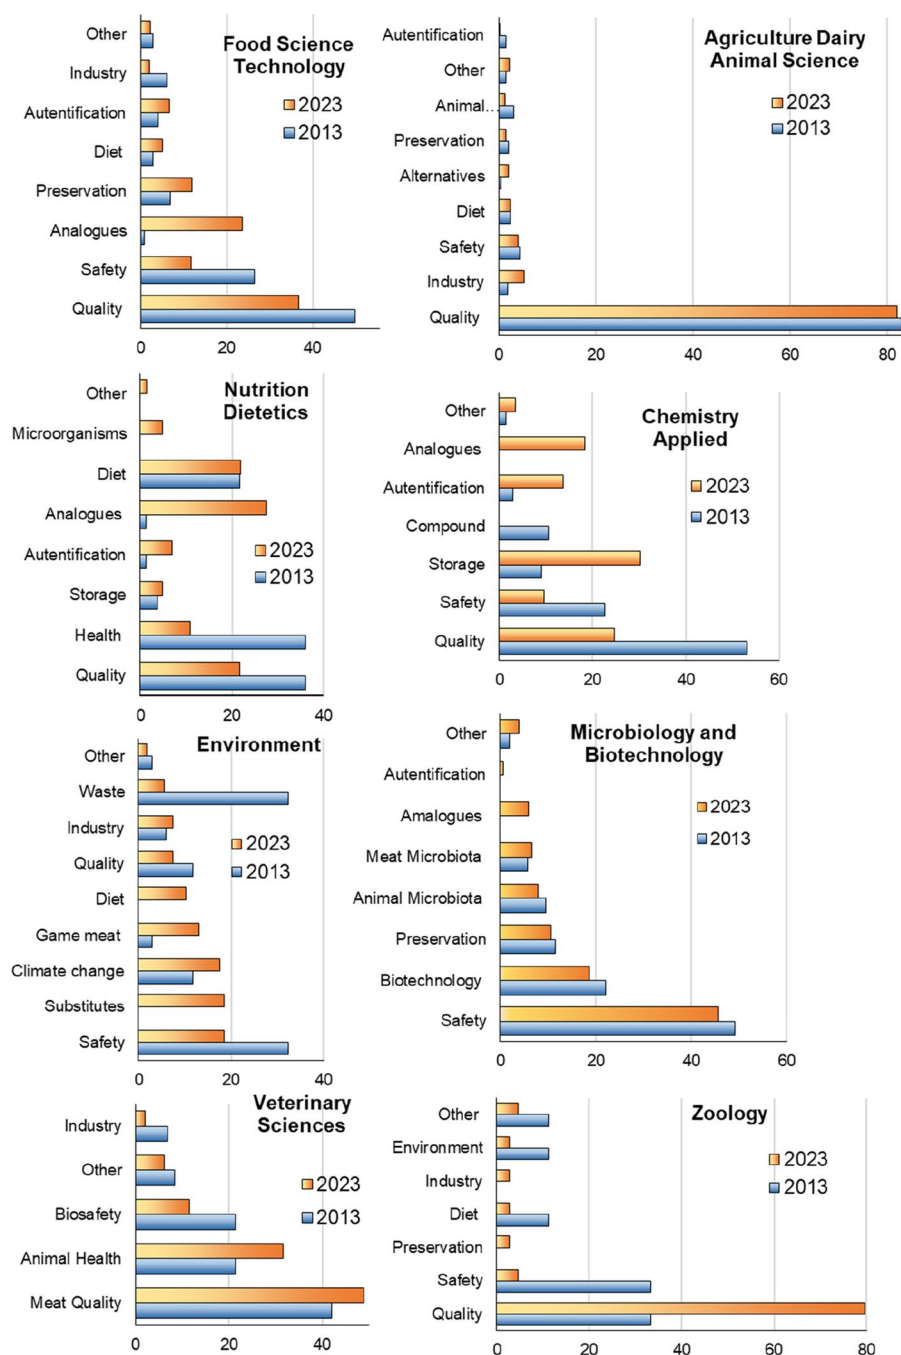 Food Science
Technology
2023
2013
Other
Industry
Autentification
Diet
Preservation
Analogues
Safety
Quality
0 20 40
Agriculture Dairy
Animal Science
2023
2013
Autentification
Other
Animal...
Preservation
Alternatives
Diet
Safety
Industry
Quality
0 20 40 60 80
Nutrition
Dietetics
2023
2013
Other
Microorganisms
Diet
Analogues
Autentification
Storage
Health
Quality
0 20 40
Chemistry
Applied
2023
2013
Other
Analogues
Autentification
Compound
Storage
Safety
Quality
0 20 40 60
Environment
2023
2013
Other
Waste
Industry
Quality
Diet
Game meat
Climate change
Substitutes
Safety
0 20 40
Microbiology and
Biotechnology
2023
2013
Other
Autentification
Amalogues
Meat Microbiota
Animal Microbiota
Preservation
Biotechnology
Safety
0 20 40 60
Veterinary
Sciences
2023
2013
Industry
Other
Biosafety
Animal Health
Meat Quality
0 20 40
Zoology
2023
2013
Other
Environment
Industry
Diet
Preservation
Safety
Quality
0 20 40 60 80